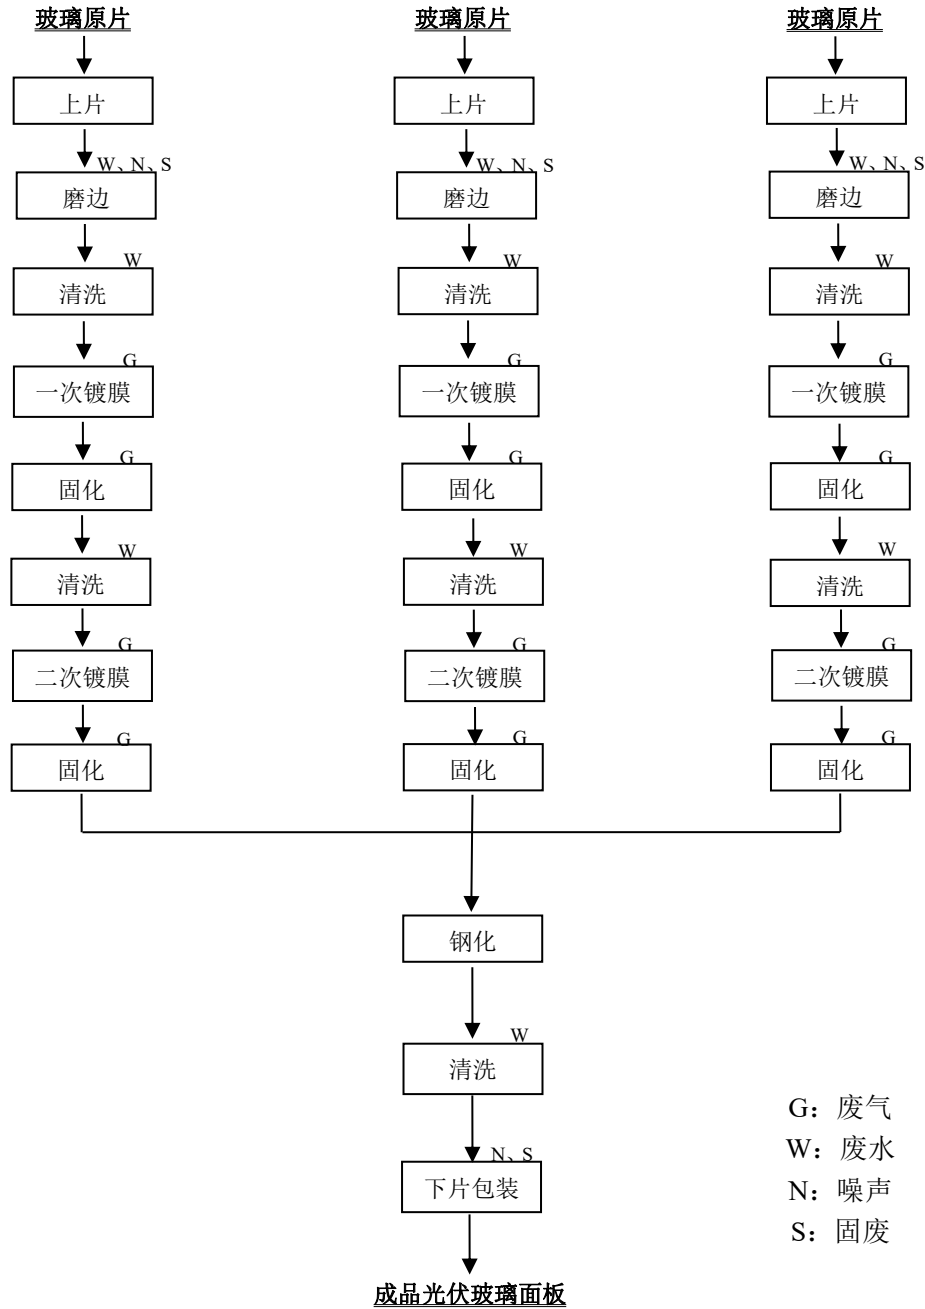 玻璃原片 玻璃原片 玻璃原片
上片 上片 上片
W、N、S W、N、S W、N、S
磨边 磨边 磨边
W W W
清洗 清洗 清洗
G G G
一次镀膜 一次镀膜 一次镀膜
G G G
固化 固化 固化
W W W
清洗 清洗 清洗
G G G
二次镀膜 二次镀膜 二次镀膜
G G G
固化 固化 固化
钢化
W
清洗
N、S
下片包装
成品光伏玻璃面板
G：废气
W：废水
N：噪声
S：固废